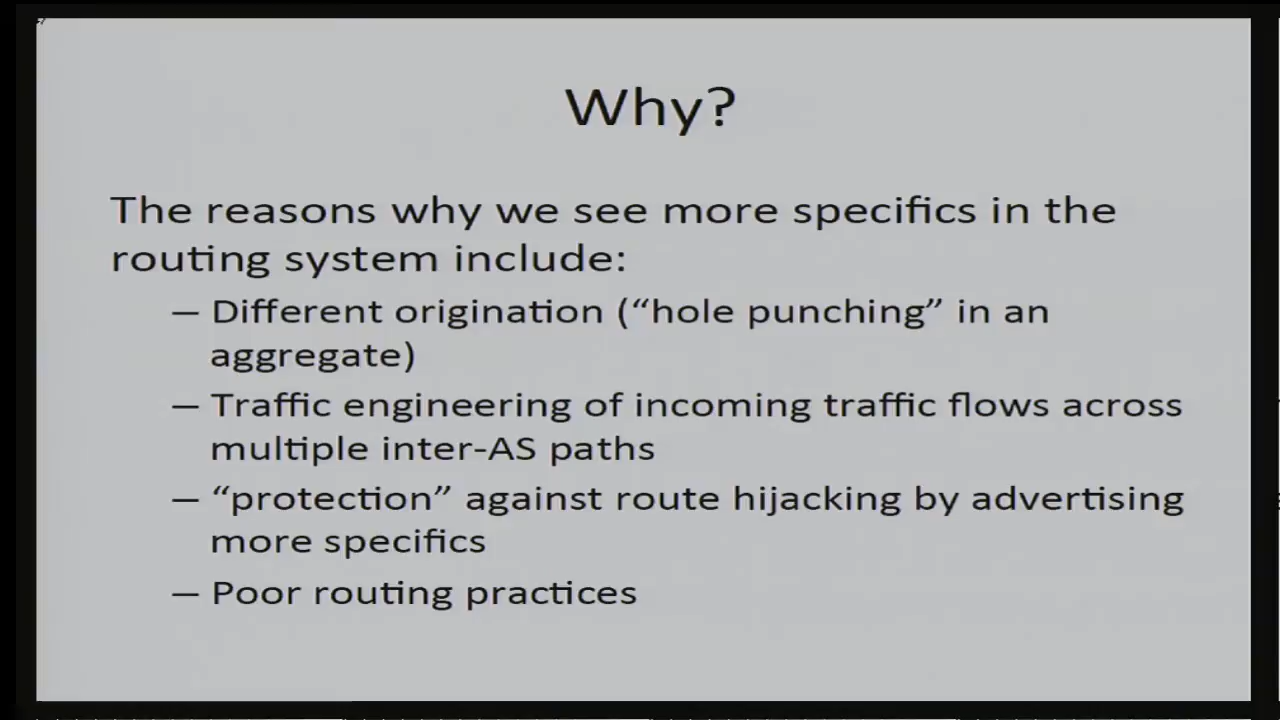 Why?
The reasons why we see more specifics in the
routing system include:
– Different origination (“hole punching” in an
aggregate)
– Traffic engineering of incoming traffic flows across
multiple inter-AS paths
– “protection” against route hijacking by advertising
more specifics
– Poor routing practices